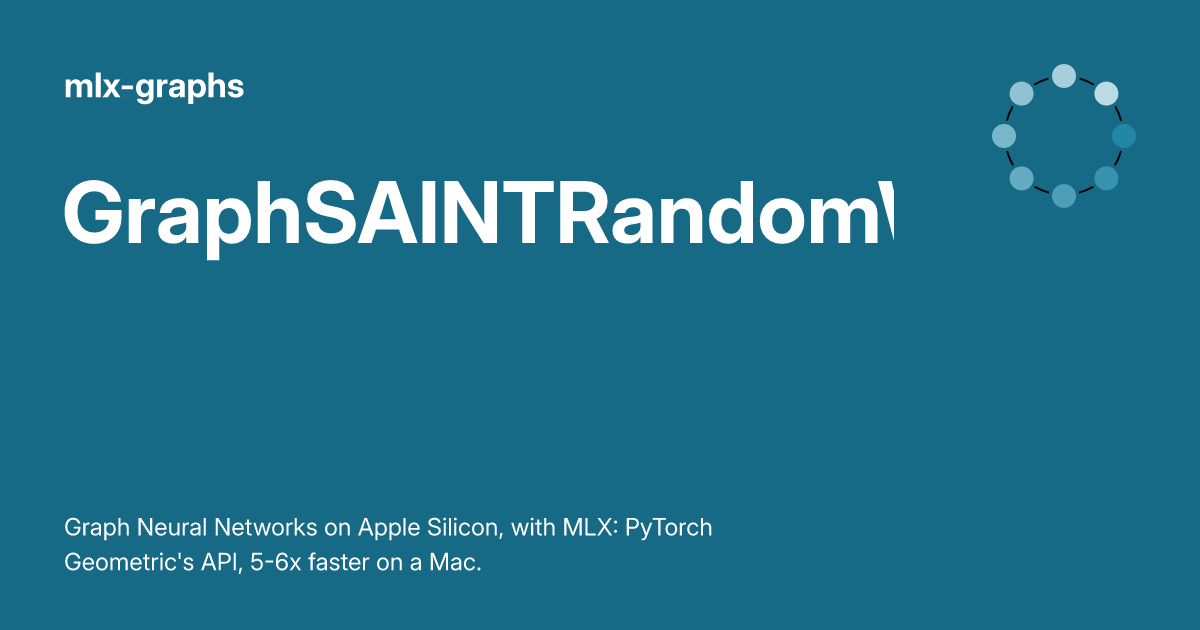 mlx-graphs
GraphSAINTRandom
Graph Neural Networks on Apple Silicon, with MLX: PyTorch
Geometric's API, 5-6x faster on a Mac.